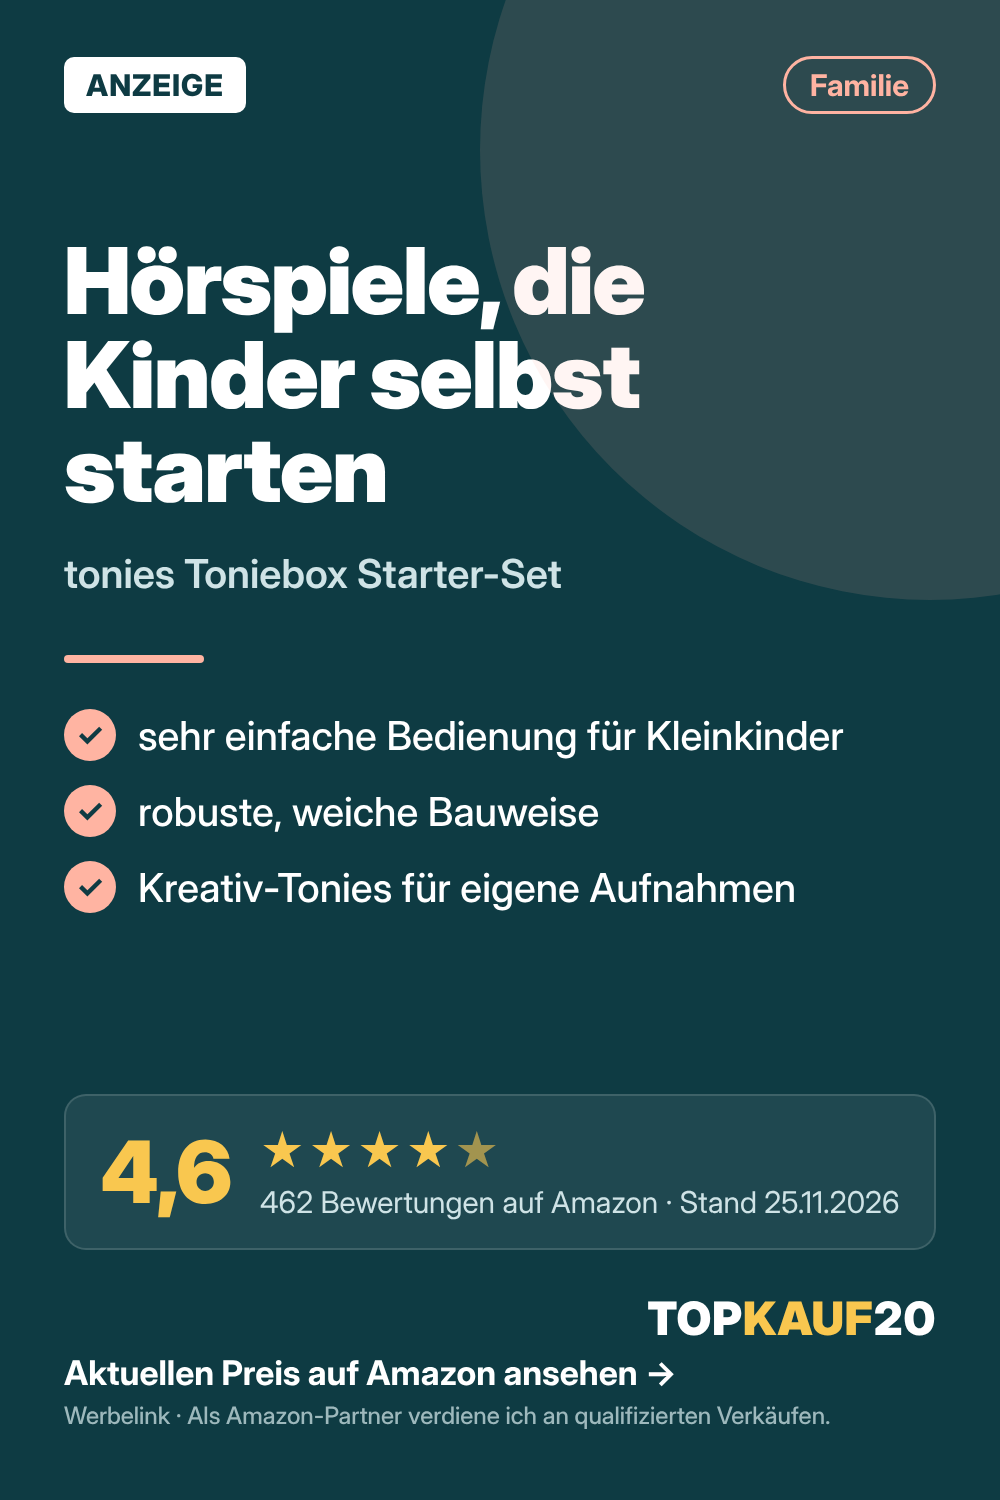 ANZEIGE
Familie
Hörspiele, die
Kinder selbst
starten
tonies Toniebox Starter-Set
sehr einfache Bedienung für Kleinkinder
robuste, weiche Bauweise
Kreativ-Tonies für eigene Aufnahmen
4,6
462 Bewertungen auf Amazon · Stand 25.11.2026
TOPKAUF20
Aktuellen Preis auf Amazon ansehen →
Werbelink · Als Amazon-Partner verdiene ich an qualifizierten Verkäufen.